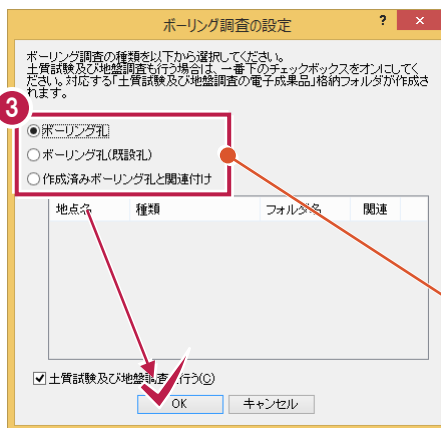 ボーリング調査の設定
? ×
ボーリング調査の種類を以下から選択してください。
土質試験及び地盤調査も行う場合は、一番下のチェックボックスをオンにしてく
ださい。対応する「土質試験及び地盤調査の電子成果品」格納フォルダが作成さ
れます。
3
ボーリング孔
ボーリング孔(既設孔)
作成済みボーリング孔と関連付け
地点名 種類 フォルダ名 関連
土質試験及び地盤調査を行う(C)
OK キャンセル